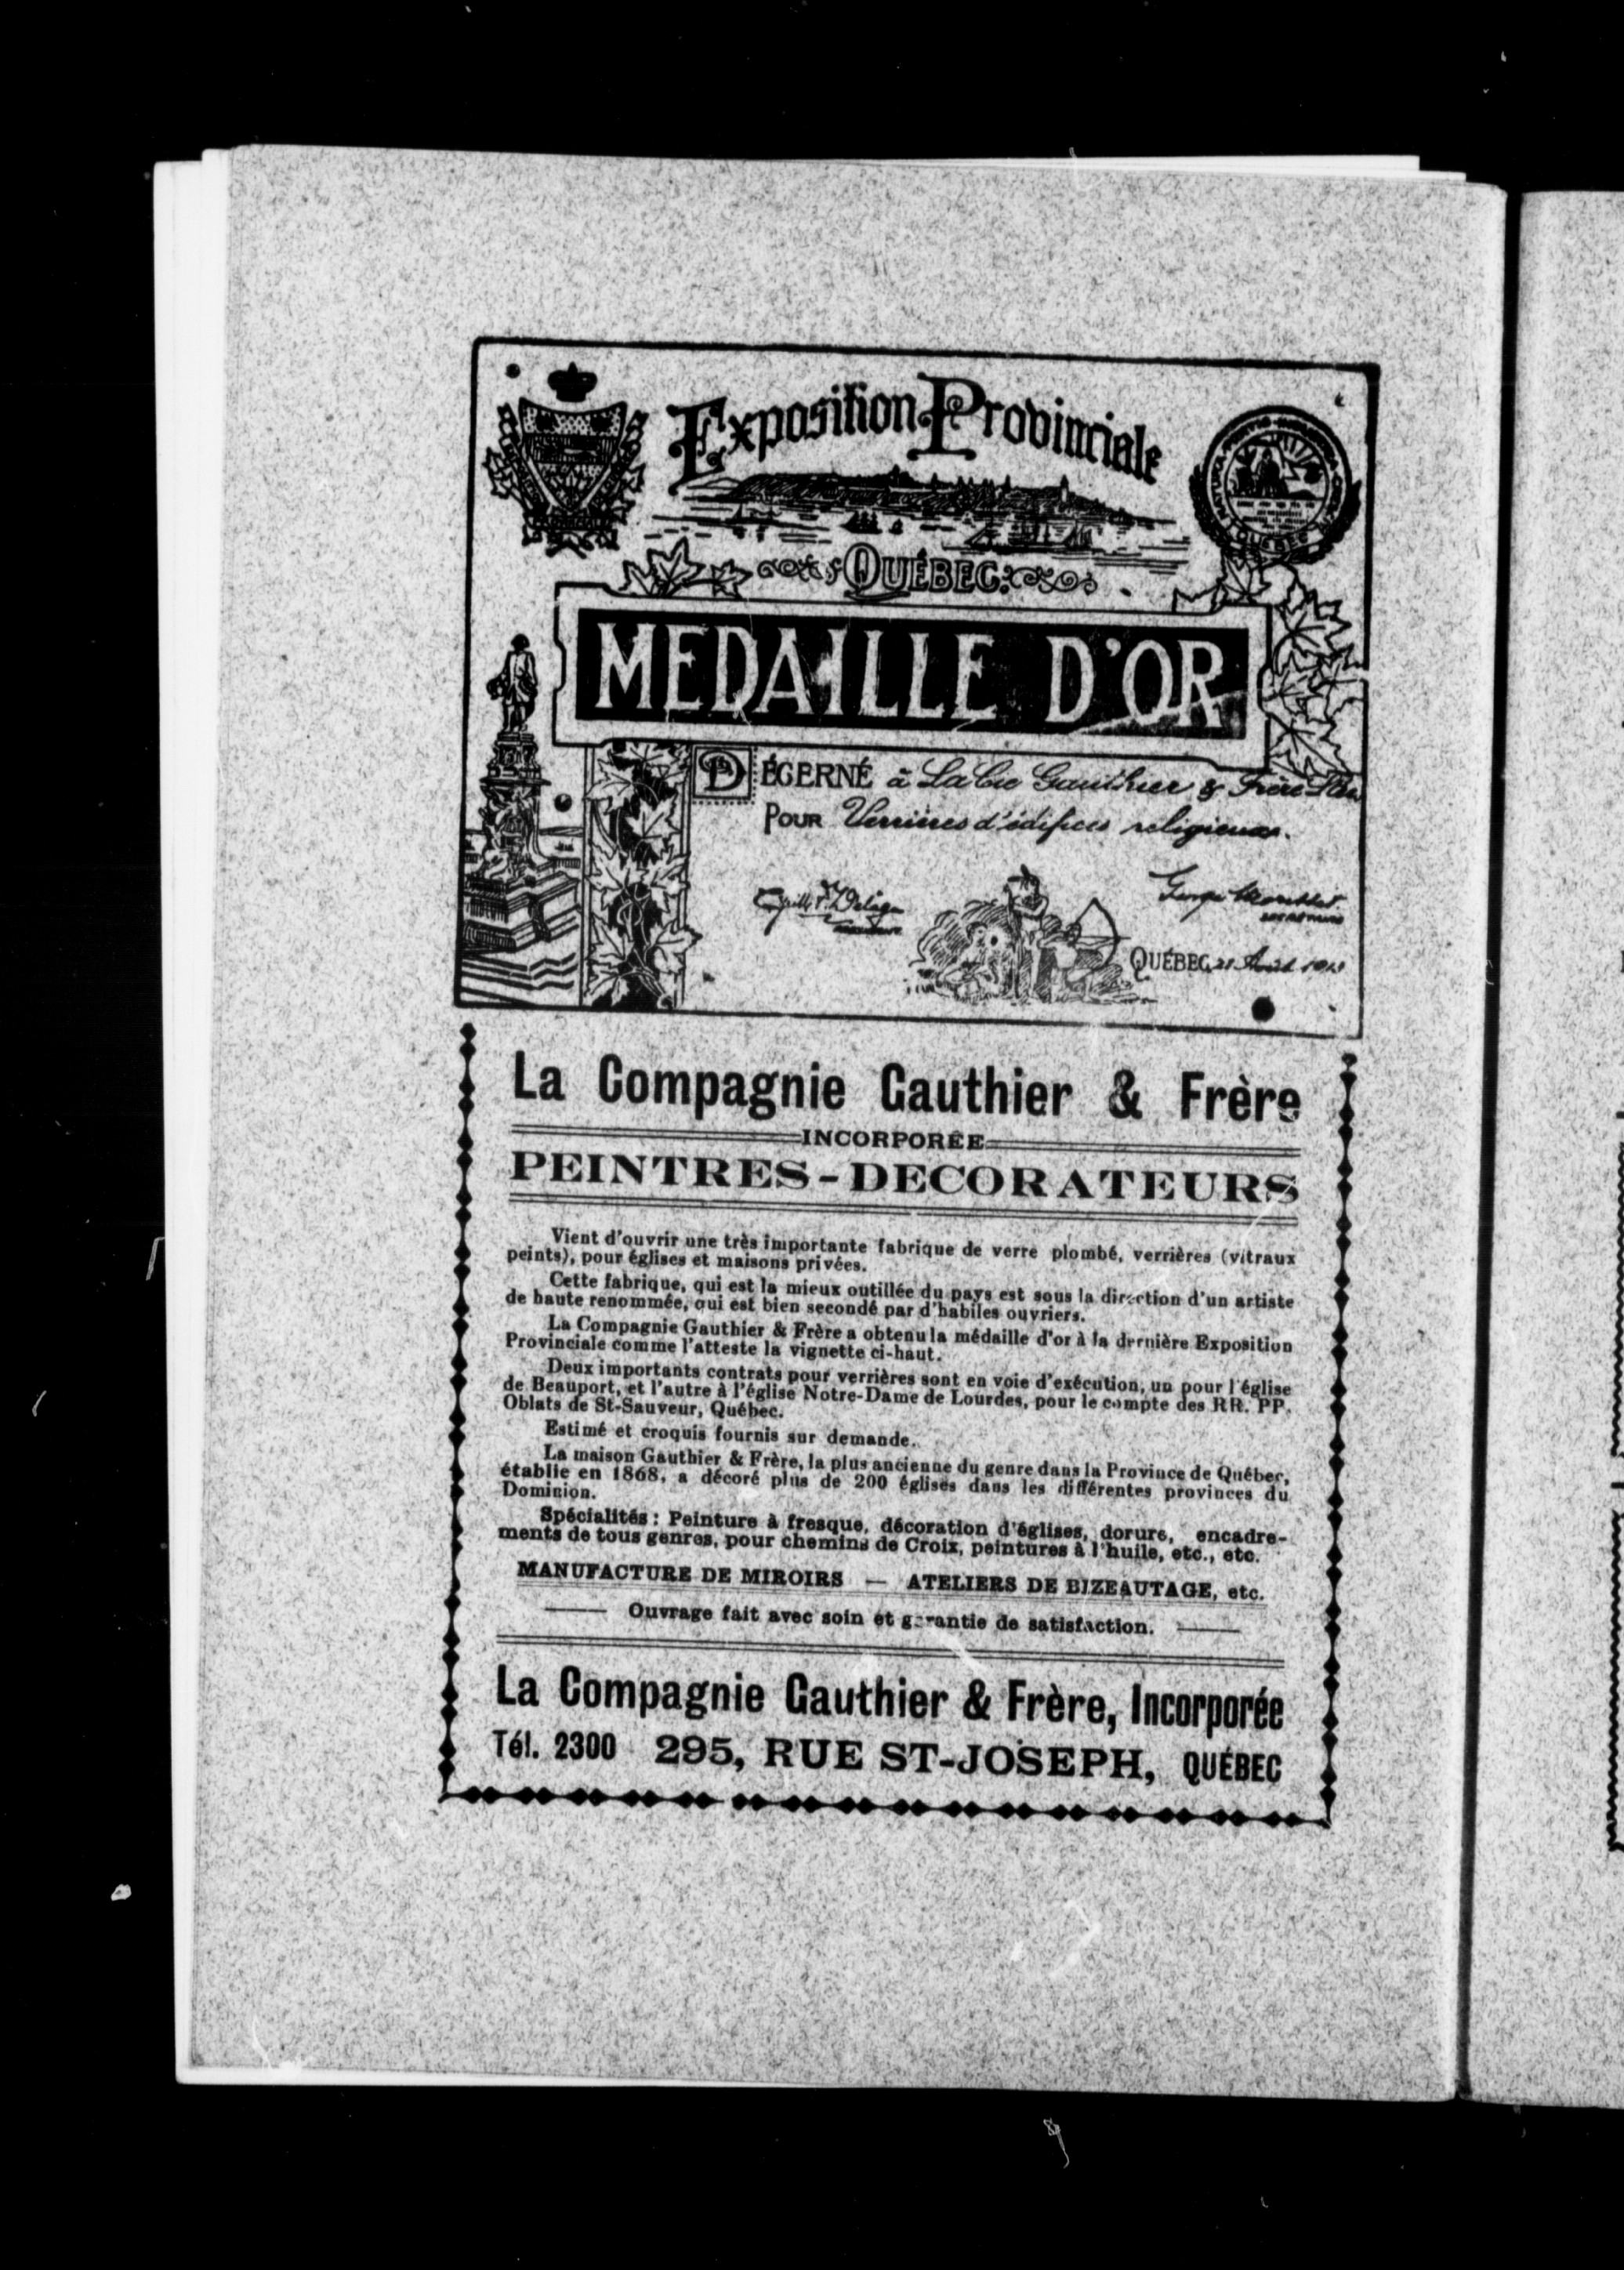 Exposition Provinciale
QUÉBEC
MEDAILLE D'OR
DÉCERNÉ à La Cie Gauthier & Frère
POUR Verrières d'édifices religieux.
QUÉBEC, 21 Août
La Compagnie Gauthier & Frère
INCORPORÉE
PEINTRES-DECORATEURS
Vient d'ouvrir une très importante fabrique de verre plombé, verrières (vitraux
peints), pour églises et maisons privées.
Cette fabrique, qui est la mieux outillée du pays est sous la direction d'un artiste
de haute renommée, qui est bien secondé par d'habiles ouvriers.
La Compagnie Gauthier & Frère a obtenu la médaille d'or à la dernière Exposition
Provinciale comme l'atteste la vignette ci-haut.
Deux importants contrats pour verrières sont en voie d'exécution, un pour l'église
de Beauport, et l'autre à l'église Notre-Dame de Lourdes, pour le compte des RR. PP.
Oblats de St-Sauveur, Québec.
Estimé et croquis fournis sur demande.
La maison Gauthier & Frère, la plus ancienne du genre dans la Province de Québec,
établie en 1868, a décoré plus de 200 églises dans les différentes provinces du
Dominion.
Spécialités : Peinture à fresque, décoration d'églises, dorure, encadre-
ments de tous genres, pour chemins de Croix, peintures à l'huile, etc., etc.
MANUFACTURE DE MIROIRS — ATELIERS DE BIZEAUTAGE, etc.
Ouvrage fait avec soin et garantie de satisfaction.
La Compagnie Gauthier & Frère, Incorporée
Tél. 2300 295, RUE ST-JOSEPH, QUÉBEC